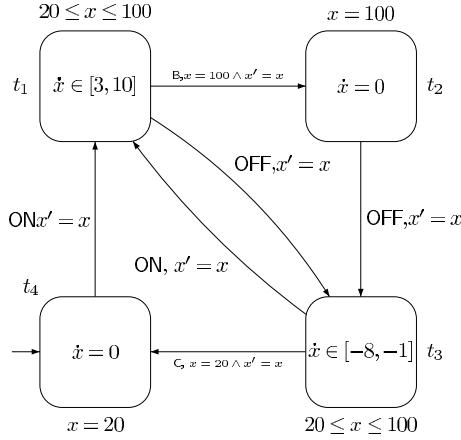 20 ≤ x ≤ 100
x = 100
t₁
ẋ ∈ [3, 10]
B, x = 100 ∧ x′ = x
ẋ = 0
t₂
OFF, x′ = x
OFF, x′ = x
ON x′ = x
ON, x′ = x
t₄
ẋ = 0
C, x = 20 ∧ x′ = x
ẋ ∈ [−8, −1]
t₃
x = 20
20 ≤ x ≤ 100